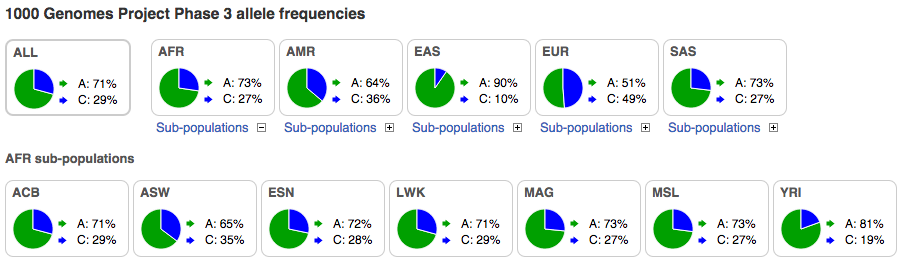 1000 Genomes Project Phase 3 allele frequencies
ALL AFR AMR EAS EUR SAS
A: 71% A: 73% A: 64% A: 90% A: 51% A: 73%
C: 29% C: 27% C: 36% C: 10% C: 49% C: 27%
Sub-populations Sub-populations Sub-populations Sub-populations Sub-populations
AFR sub-populations
ACB ASW ESN LWK MAG MSL YRI
A: 71% A: 65% A: 72% A: 71% A: 73% A: 73% A: 81%
C: 29% C: 35% C: 28% C: 29% C: 27% C: 27% C: 19%